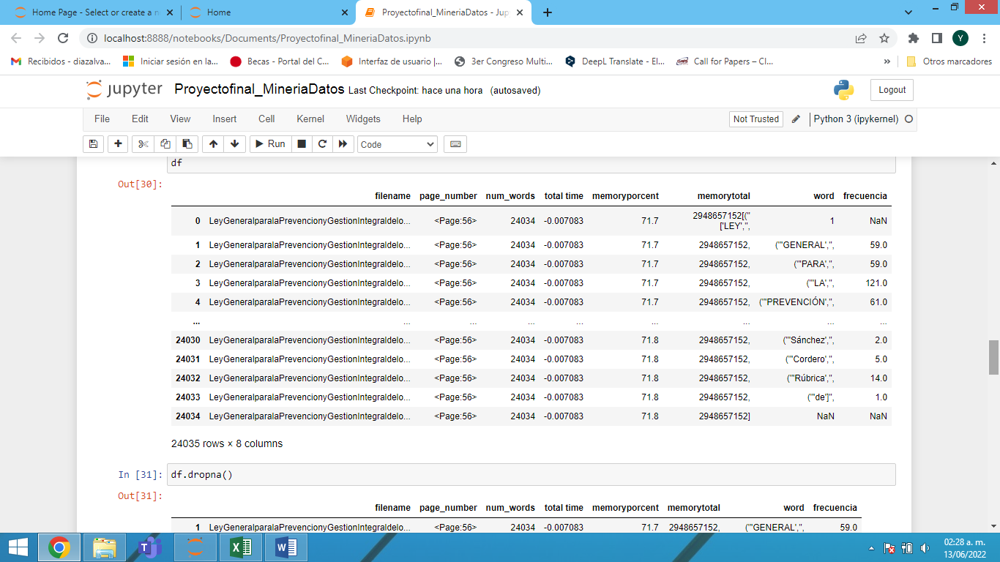 Home Page - Select or create a n
Home
Proyectofinal_MineriaDatos - Jup
localhost:8888/notebooks/Documents/Proyectofinal_MineriaDatos.ipynb
Y
Recibidos - diazalva... Iniciar sesión en la... Becas - Portal del C... Interfaz de usuario |... 3er Congreso Multi... DeepL Translate - El... Call for Papers – Cl... » Otros marcadores
jupyter Proyectofinal_MineriaDatos Last Checkpoint: hace una hora (autosaved) Logout
File Edit View Insert Cell Kernel Widgets Help Not Trusted Python 3 (ipykernel)
Run Code
df
Out[30]:
filename page_number num_words total time memoryporcent memorytotal word frecuencia
0 LeyGeneralparalaPrevencionyGestionIntegraldelo... <Page:56> 24034 -0.007083 71.7 2948657152[("
['LEY',", 1 NaN
1 LeyGeneralparalaPrevencionyGestionIntegraldelo... <Page:56> 24034 -0.007083 71.7 2948657152, ("'GENERAL',", 59.0
2 LeyGeneralparalaPrevencionyGestionIntegraldelo... <Page:56> 24034 -0.007083 71.7 2948657152, ("'PARA',", 59.0
3 LeyGeneralparalaPrevencionyGestionIntegraldelo... <Page:56> 24034 -0.007083 71.7 2948657152, ("'LA',", 121.0
4 LeyGeneralparalaPrevencionyGestionIntegraldelo... <Page:56> 24034 -0.007083 71.7 2948657152, ("'PREVENCIÓN',", 61.0
... ... ... ... ... ... ... ... ...
24030 LeyGeneralparalaPrevencionyGestionIntegraldelo... <Page:56> 24034 -0.007083 71.8 2948657152, ("'Sánchez',", 2.0
24031 LeyGeneralparalaPrevencionyGestionIntegraldelo... <Page:56> 24034 -0.007083 71.8 2948657152, ("'Cordero',", 5.0
24032 LeyGeneralparalaPrevencionyGestionIntegraldelo... <Page:56> 24034 -0.007083 71.8 2948657152, ("'Rúbrica',", 14.0
24033 LeyGeneralparalaPrevencionyGestionIntegraldelo... <Page:56> 24034 -0.007083 71.8 2948657152, ("'de']", 1.0
24034 LeyGeneralparalaPrevencionyGestionIntegraldelo... <Page:56> 24034 -0.007083 71.8 2948657152] NaN NaN
24035 rows × 8 columns
In [31]: df.dropna()
Out[31]:
filename page_number num_words total time memoryporcent memorytotal word frecuencia
1 LeyGeneralparalaPrevencionyGestionIntegraldelo... <Page:56> 24034 -0.007083 71.7 2948657152, ("'GENERAL',", 59.0
02:28 a. m.
13/06/2022